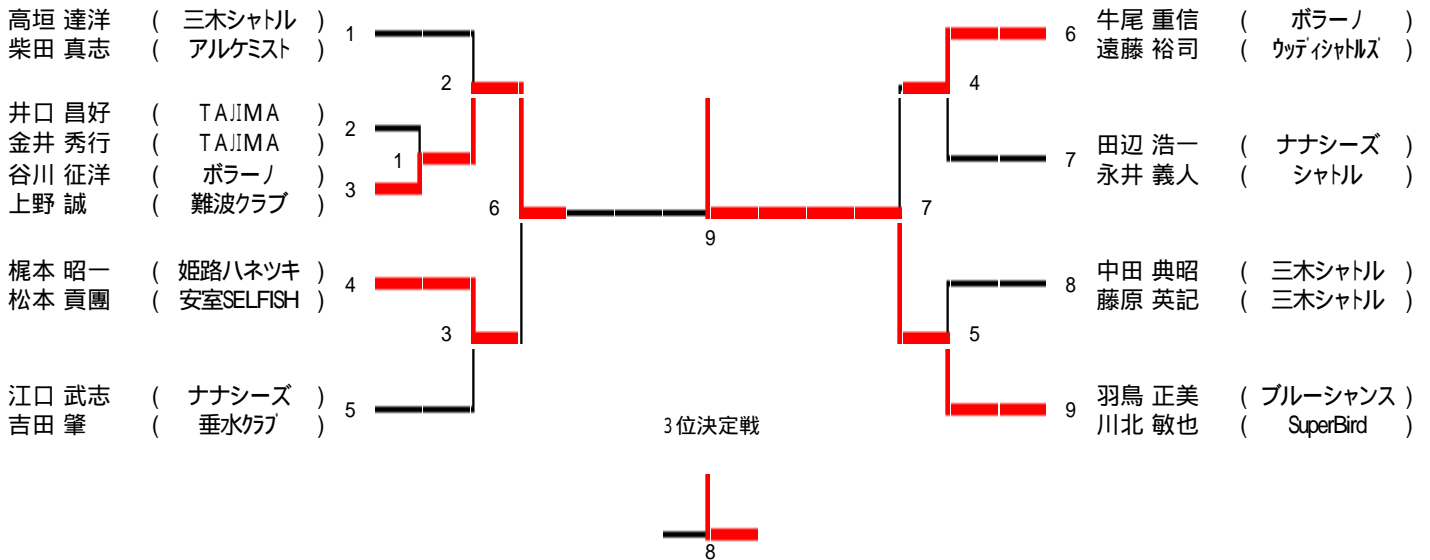 高垣 達洋 ( 三木シャトル ) 1
柴田 真志 ( アルケミスト )
2
井口 昌好 ( TAJIMA ) 2
金井 秀行 ( TAJIMA )
1
谷川 征洋 ( ボラーノ ) 3
上野 誠 ( 難波クラブ )
6
梶本 昭一 ( 姫路ハネツキ ) 4
松本 貢團 ( 安室SELFISH )
3
江口 武志 ( ナナシーズ ) 5
吉田 肇 ( 垂水クラブ )
9
3位決定戦
8
6 牛尾 重信 ( ボラーノ )
遠藤 裕司 ( ウッディシャトルズ )
4
7 田辺 浩一 ( ナナシーズ )
永井 義人 ( シャトル )
7
8 中田 典昭 ( 三木シャトル )
藤原 英記 ( 三木シャトル )
5
9 羽鳥 正美 ( ブルーシャンス )
川北 敏也 ( SuperBird )